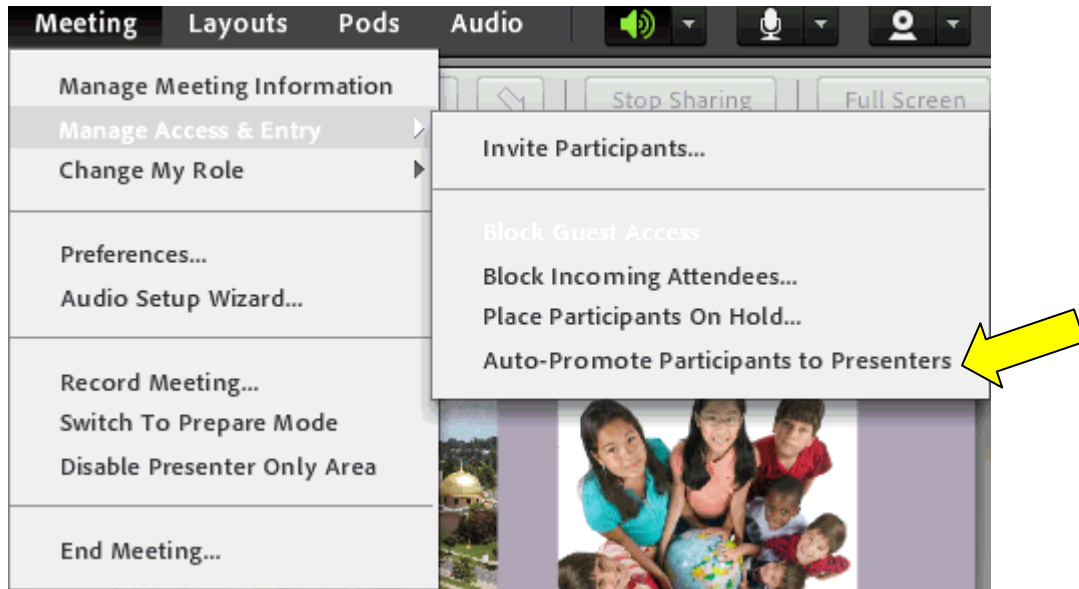 Meeting Layouts Pods Audio
Manage Meeting Information
Manage Access & Entry
Change My Role
Preferences...
Audio Setup Wizard...
Record Meeting...
Switch To Prepare Mode
Disable Presenter Only Area
End Meeting...
Stop Sharing Full Screen
Invite Participants...
Block Guest Access
Block Incoming Attendees...
Place Participants On Hold...
Auto-Promote Participants to Presenters